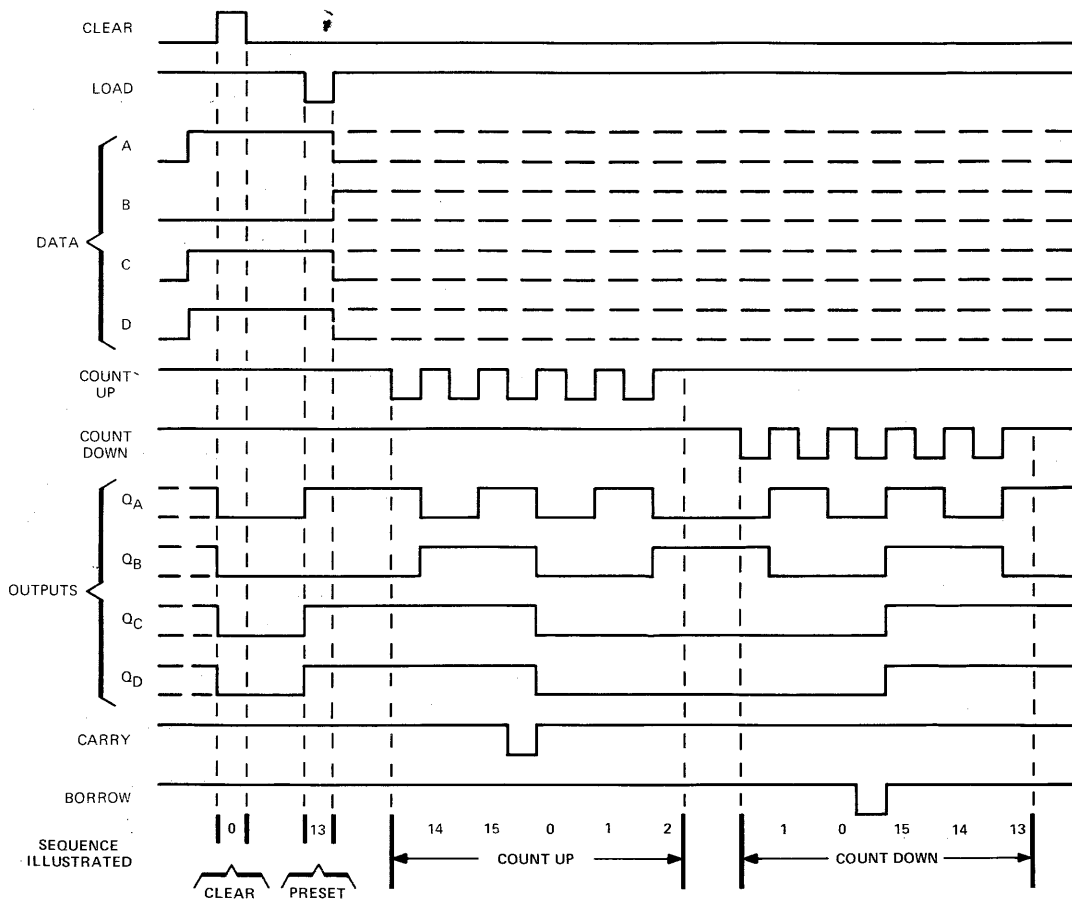 CLEAR
LOAD
A
B
DATA
C
D
COUNT
UP
COUNT
DOWN
QA
QB
OUTPUTS
QC
QD
CARRY
BORROW
0 13 14 15 0 1 2 1 0 15 14 13
SEQUENCE
ILLUSTRATED
COUNT UP COUNT DOWN
CLEAR PRESET